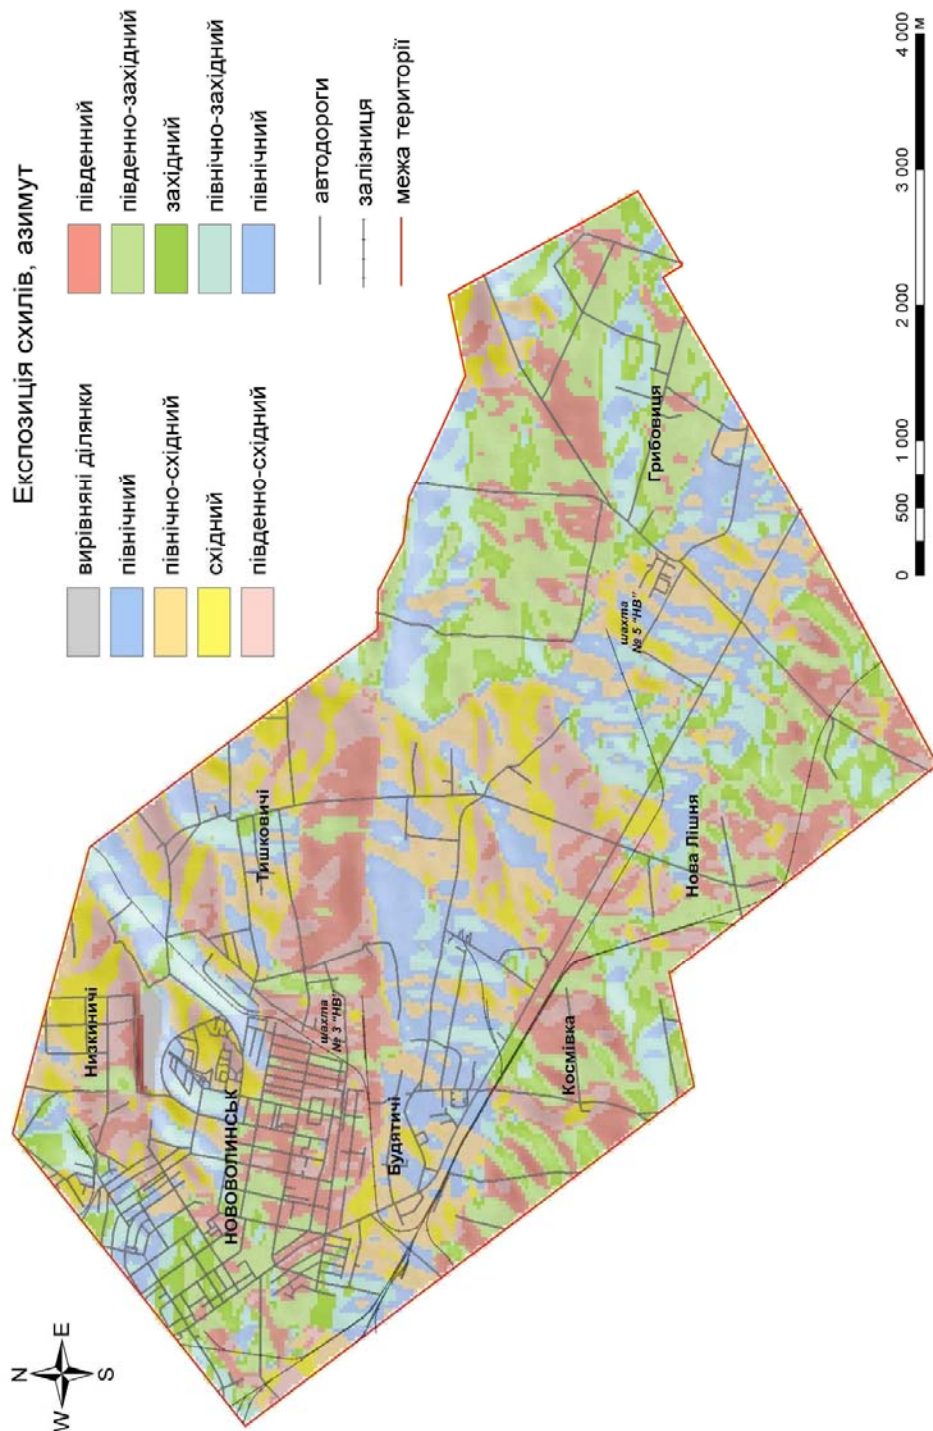 Експозиція схилів, азимут
вирівняні ділянки
північний
північно-східний
східний
південно-східний
південний
південно-західний
західний
північно-західний
північний
автодороги
залізниця
межа території
N
W
E
S
Низкиничі
НОВОВОЛИНСЬК
Тишковичі
шахта
№ 3 "НВ"
Будятичі
Космівка
Нова Лішня
шахта
№ 5 "НВ"
Грибовиця
0 500 1 000 2 000 3 000 4 000
м